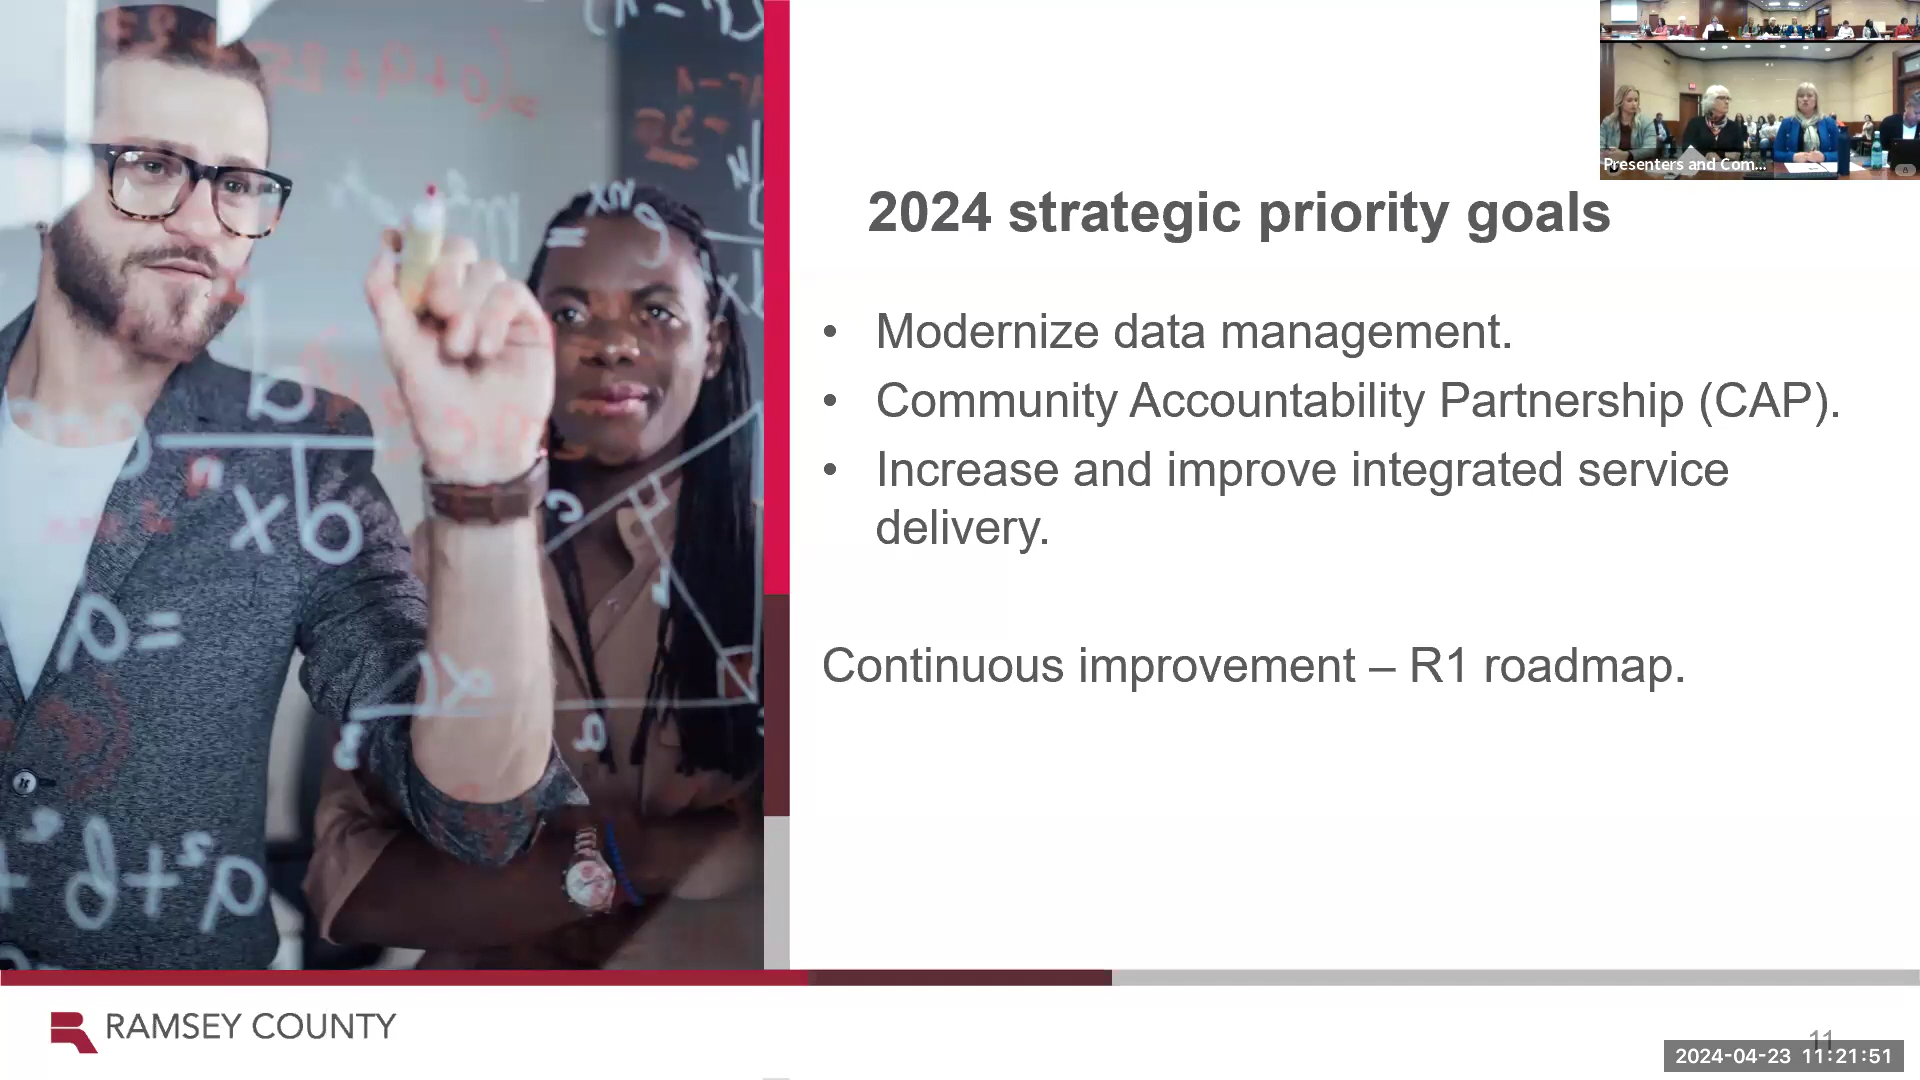 Presenters and Com...
2024 strategic priority goals
• Modernize data management.
• Community Accountability Partnership (CAP).
• Increase and improve integrated service
delivery.
Continuous improvement – R1 roadmap.
RAMSEY COUNTY
11
2024-04-23 11:21:51